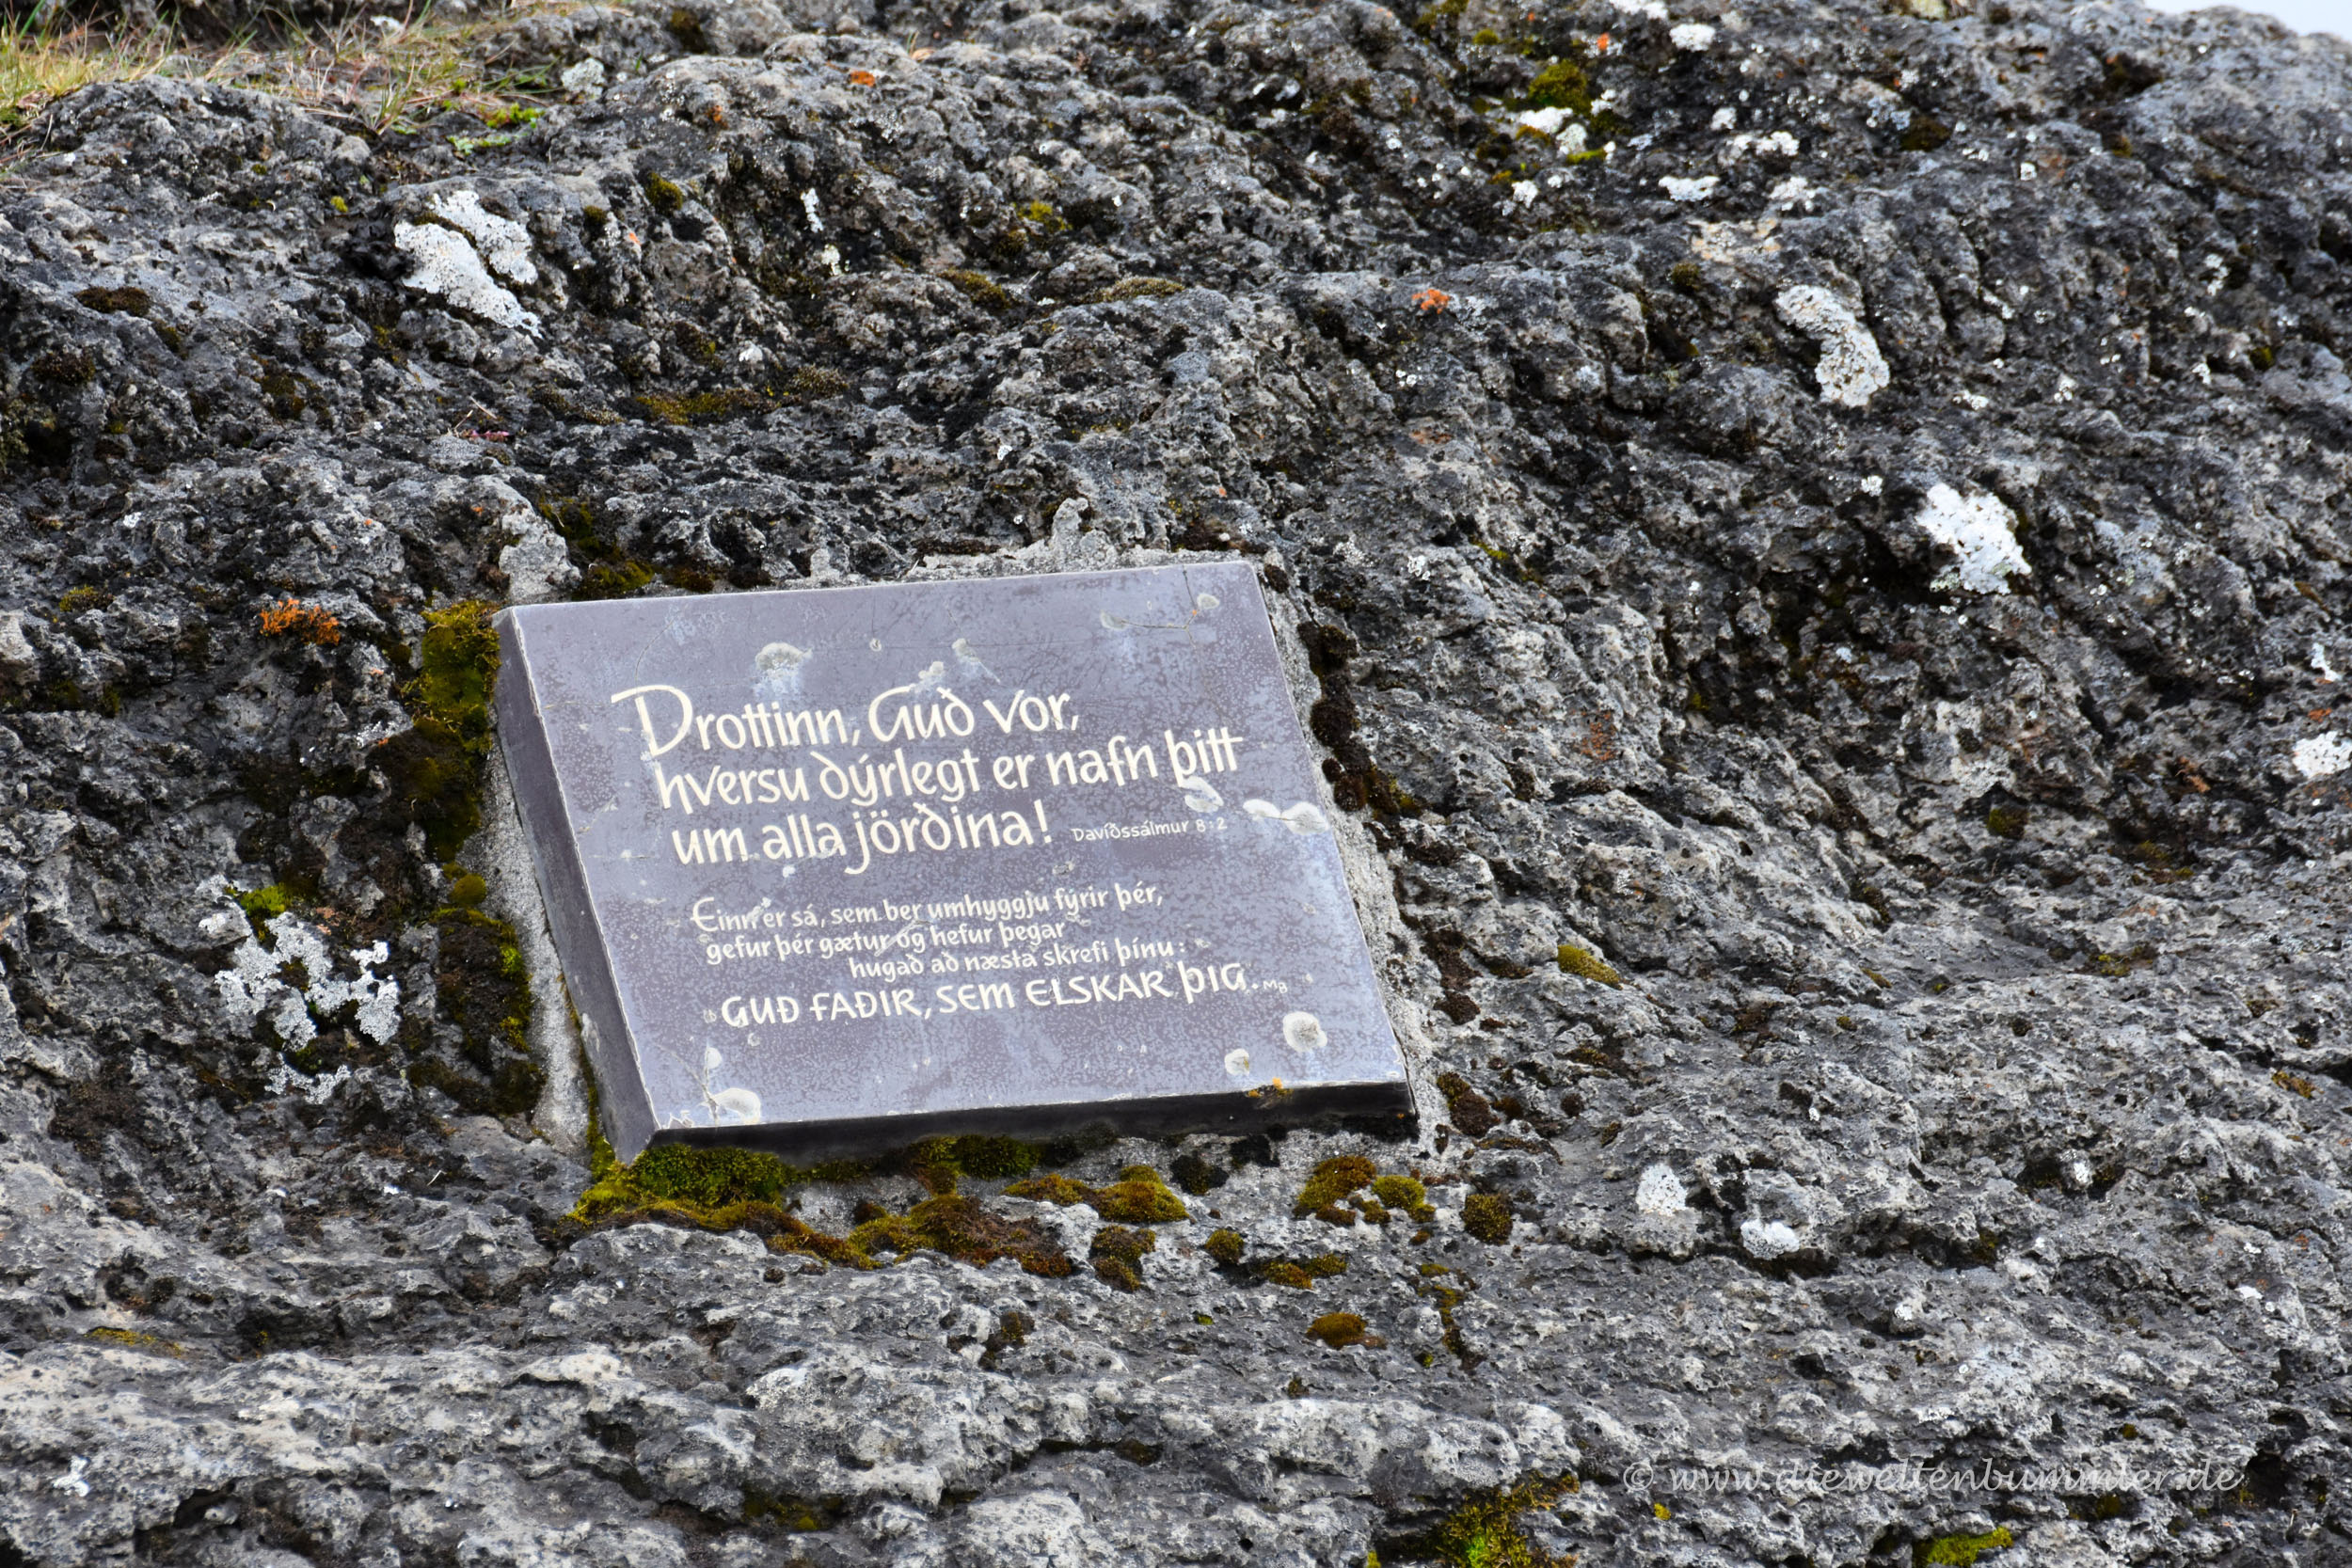 Drottinn, Guð vor,
hversu dýrlegt er nafn þitt
um alla jörðina!
Davíðssálmur 8:2
Einn er sá, sem ber umhyggju fýrir þér,
gefur þér gætur og hefur þegar
hugað að næsta skrefi þínu:
GUÐ FAÐIR, SEM ELSKAR ÞIG. MB
© www.dieweltenbummler.de